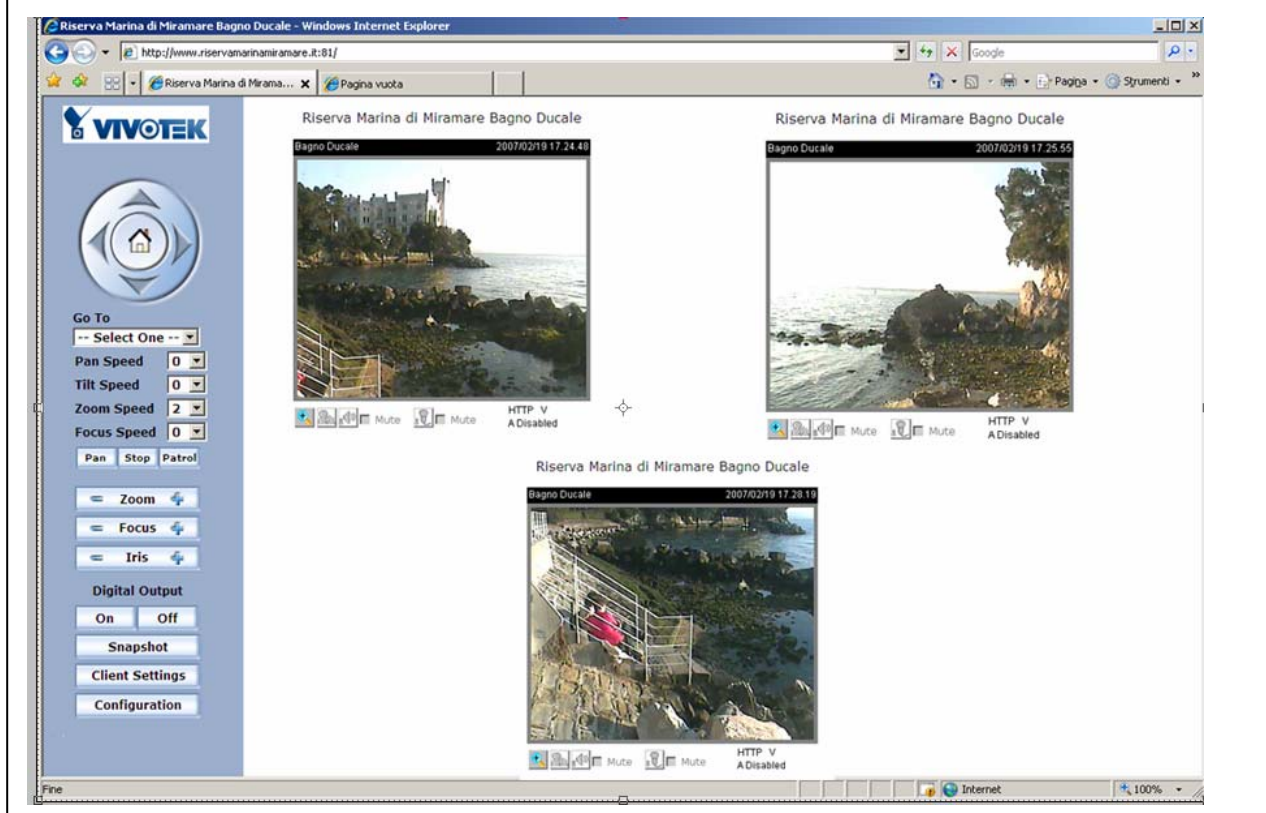 Riserva Marina di Miramare Bagno Ducale - Windows Internet Explorer
http://www.riservamarinamiramare.it:81/
Google
Riserva Marina di Mirama...
Pagina vuota
Pagina
Strumenti
VIVOTEK
Go To
-- Select One --
Pan Speed 0
Tilt Speed 0
Zoom Speed 2
Focus Speed 0
Pan Stop Patrol
Zoom
Focus
Iris
Digital Output
On Off
Snapshot
Client Settings
Configuration
Riserva Marina di Miramare Bagno Ducale
Bagno Ducale 2007/02/19 17.24.48
Mute Mute
HTTP V
A Disabled
Riserva Marina di Miramare Bagno Ducale
Bagno Ducale 2007/02/19 17.25.55
Mute Mute
HTTP V
A Disabled
Riserva Marina di Miramare Bagno Ducale
Bagno Ducale 2007/02/19 17.28.19
Mute Mute
HTTP V
A Disabled
Fine
Internet
100%